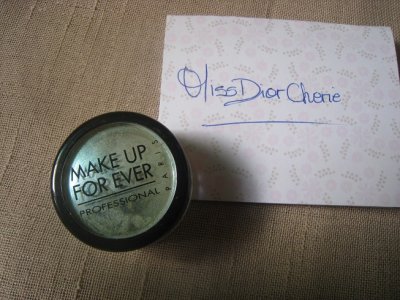 MissDiorCherie
MAKE UP
FOR EVER
PROFESSIONAL
PARIS